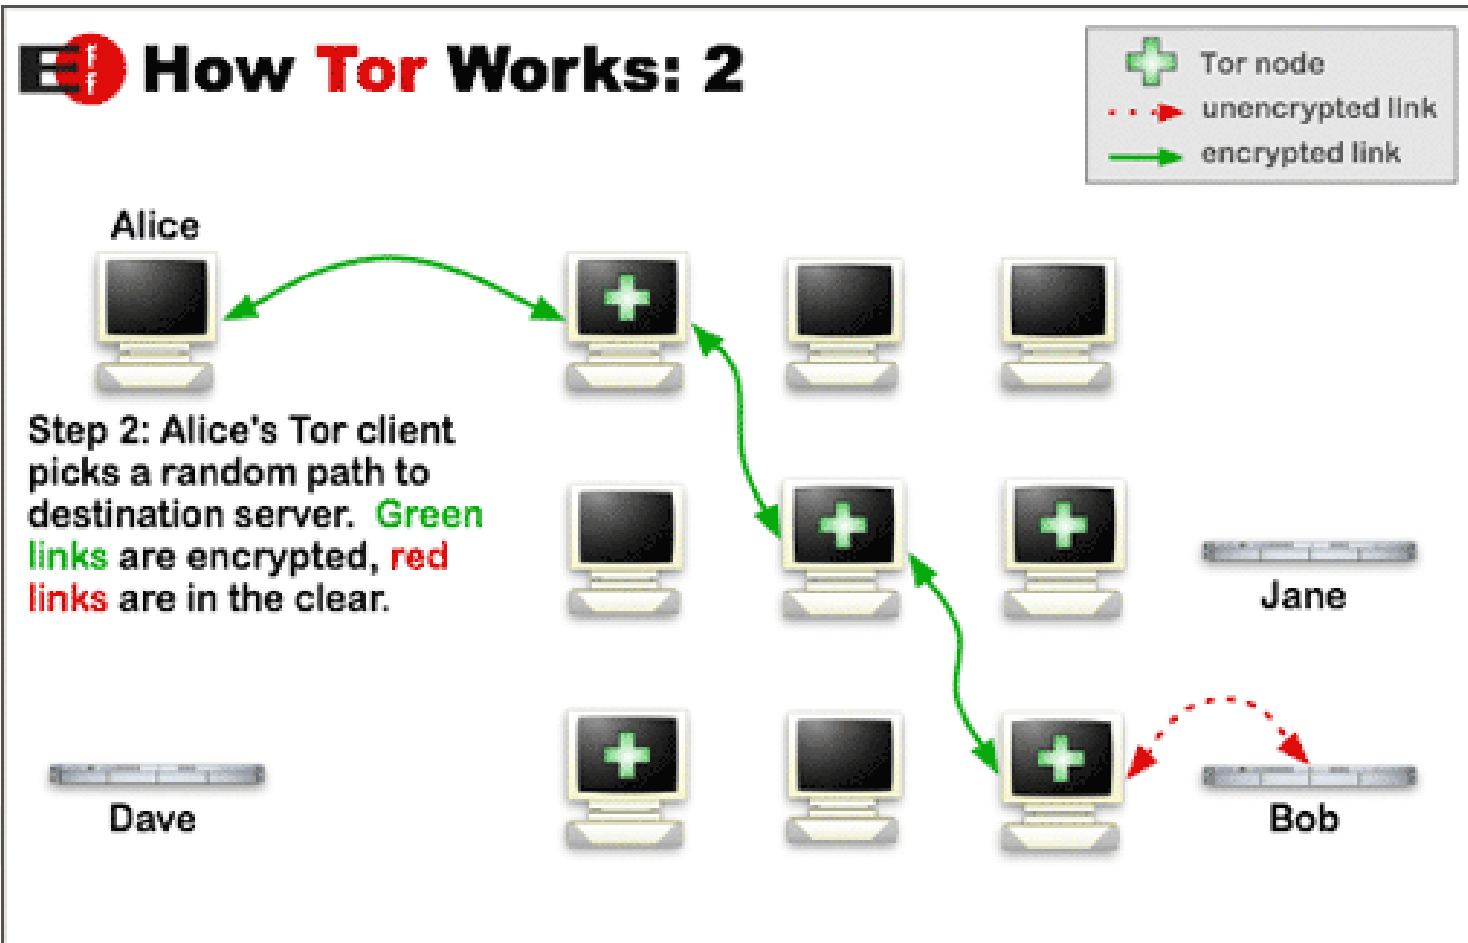 EFF How Tor Works: 2
Tor node
unencrypted link
encrypted link
Alice
Step 2: Alice's Tor client
picks a random path to
destination server. Green
links are encrypted, red
links are in the clear.
Jane
Dave
Bob